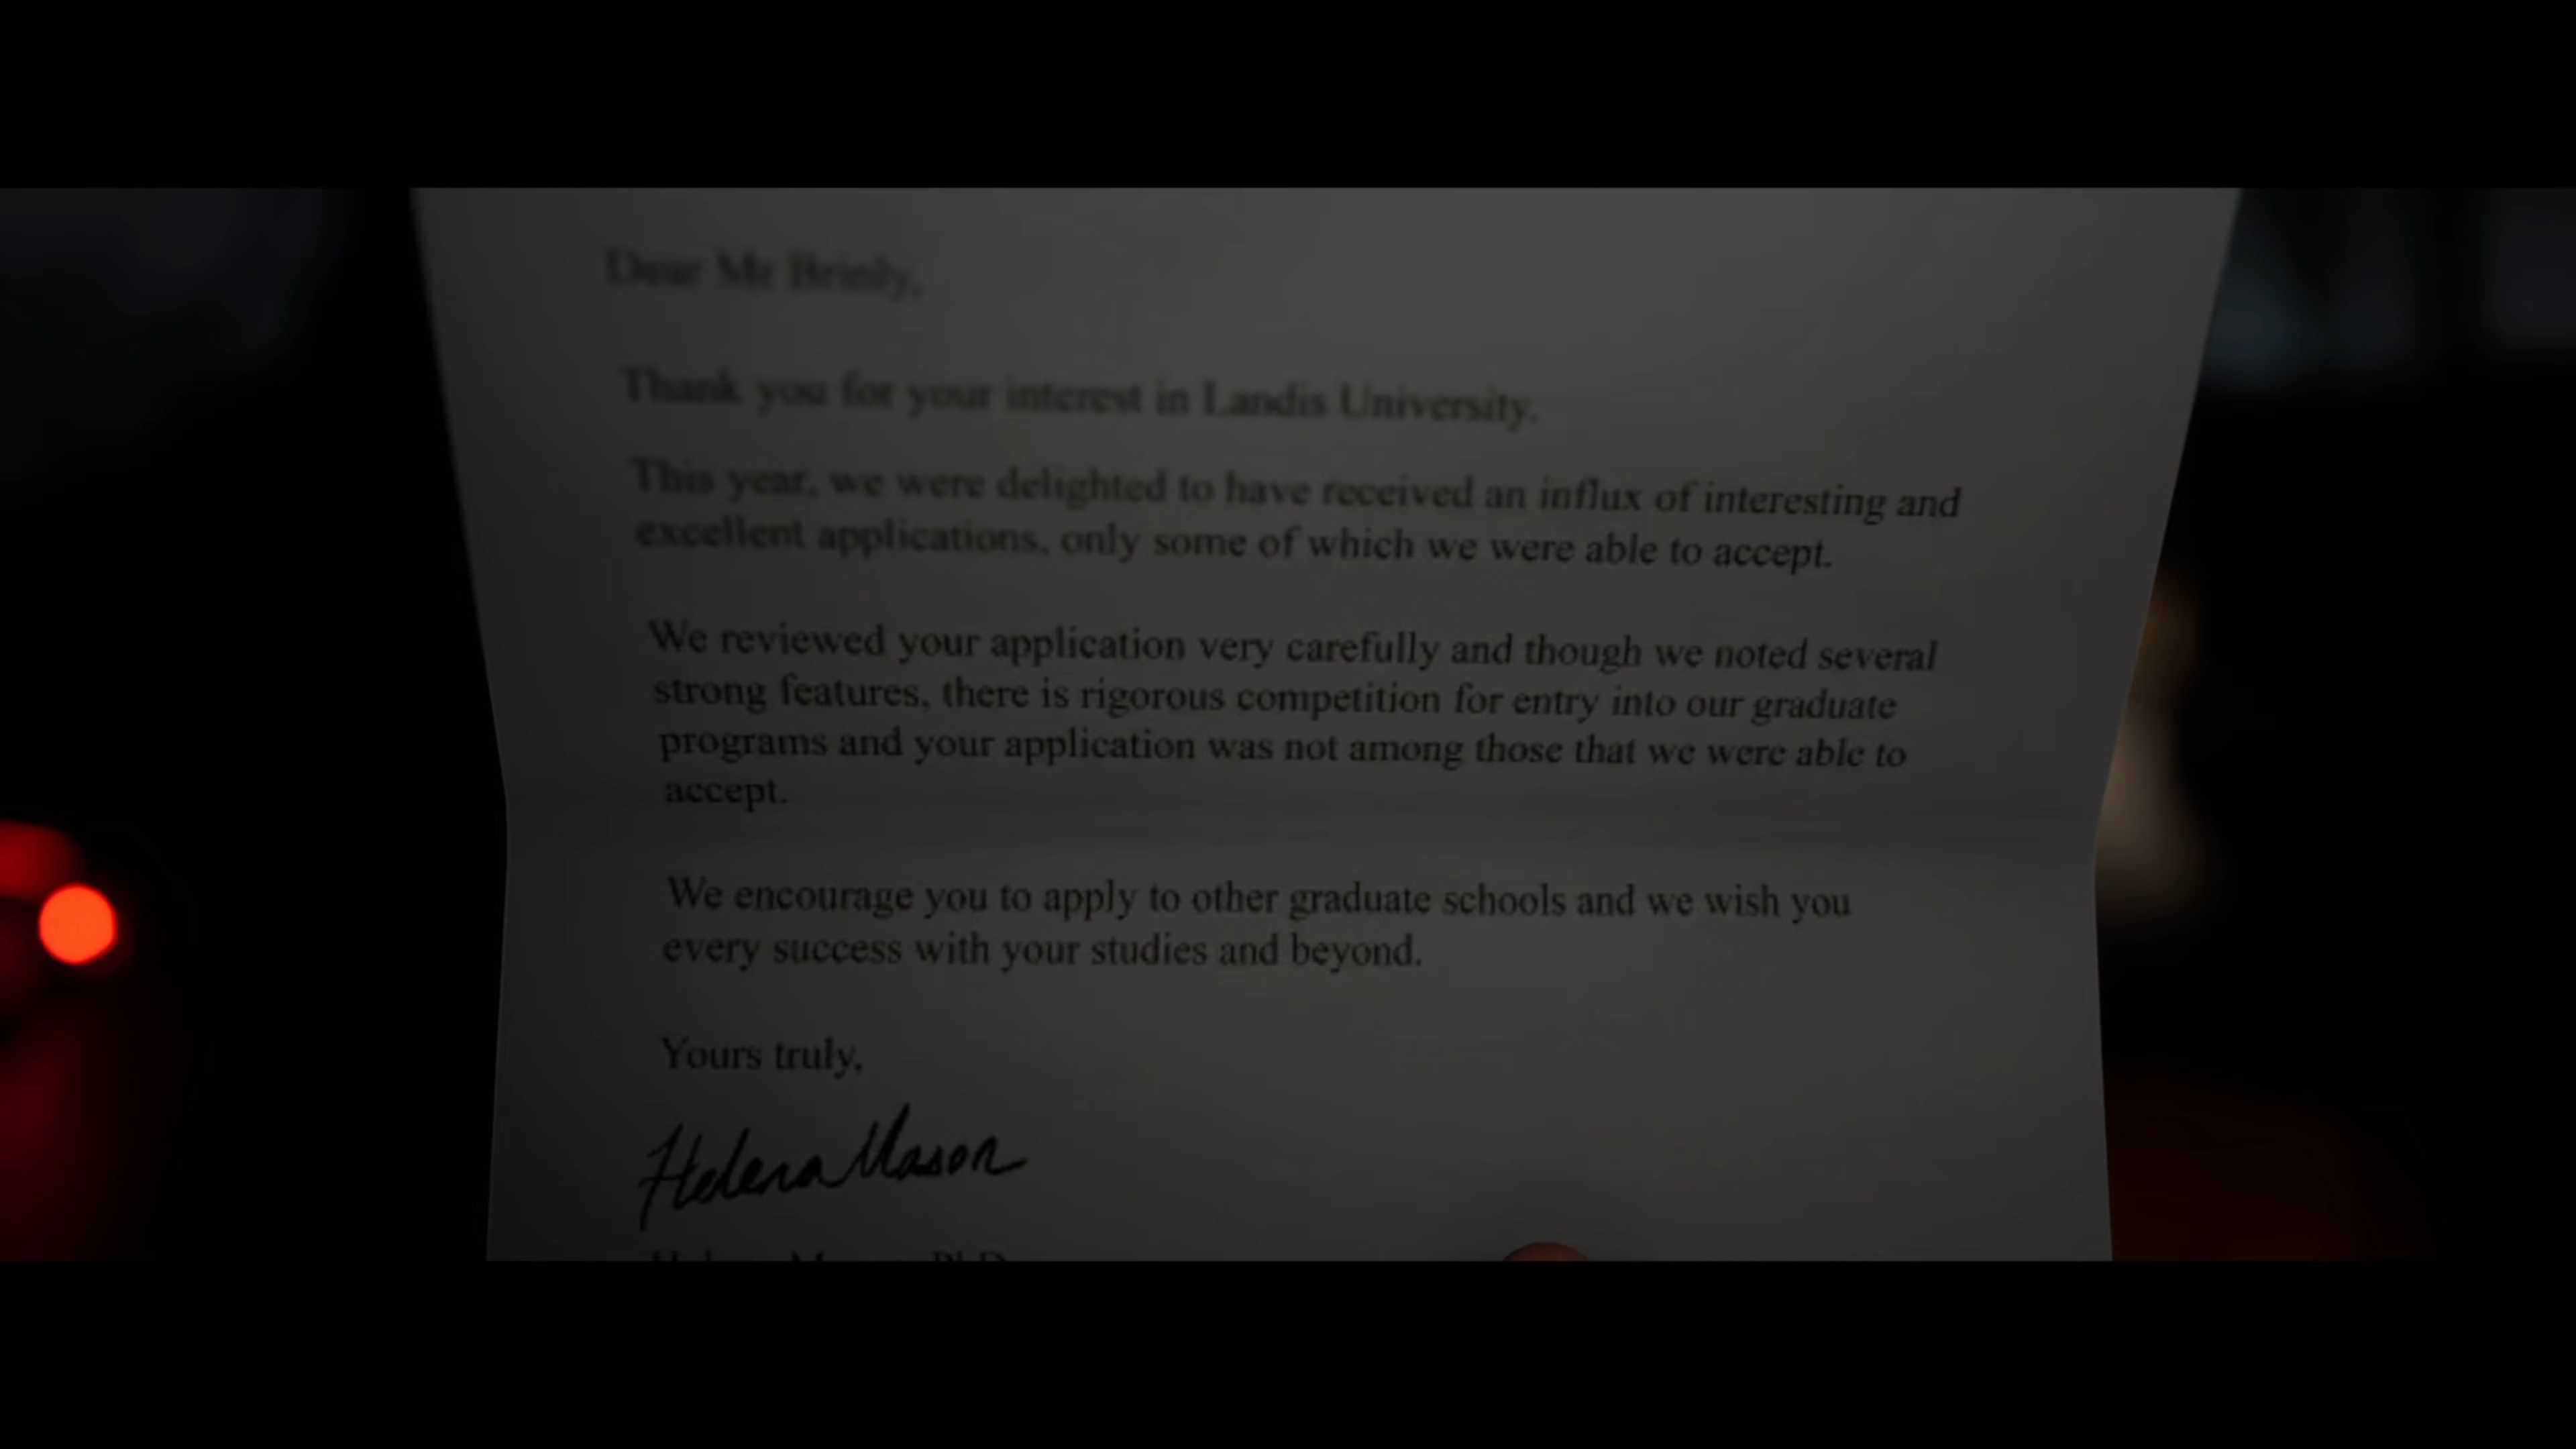 Dear Mr Brinly,
Thank you for your interest in Landis University.
This year, we were delighted to have received an influx of interesting and
excellent applications, only some of which we were able to accept.
We reviewed your application very carefully and though we noted several
strong features, there is rigorous competition for entry into our graduate
programs and your application was not among those that we were able to
accept.
We encourage you to apply to other graduate schools and we wish you
every success with your studies and beyond.
Yours truly,
Helena Mason